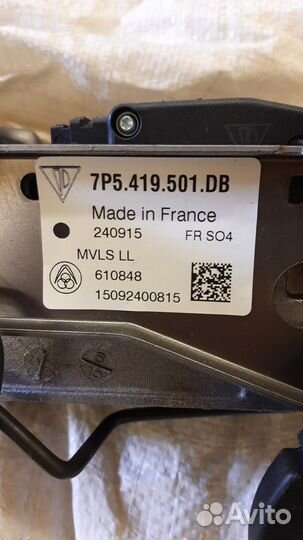 7P5.419.501.DB
Made in France
240915 FR SO4
MVLS LL
610848
15092400815
Avito